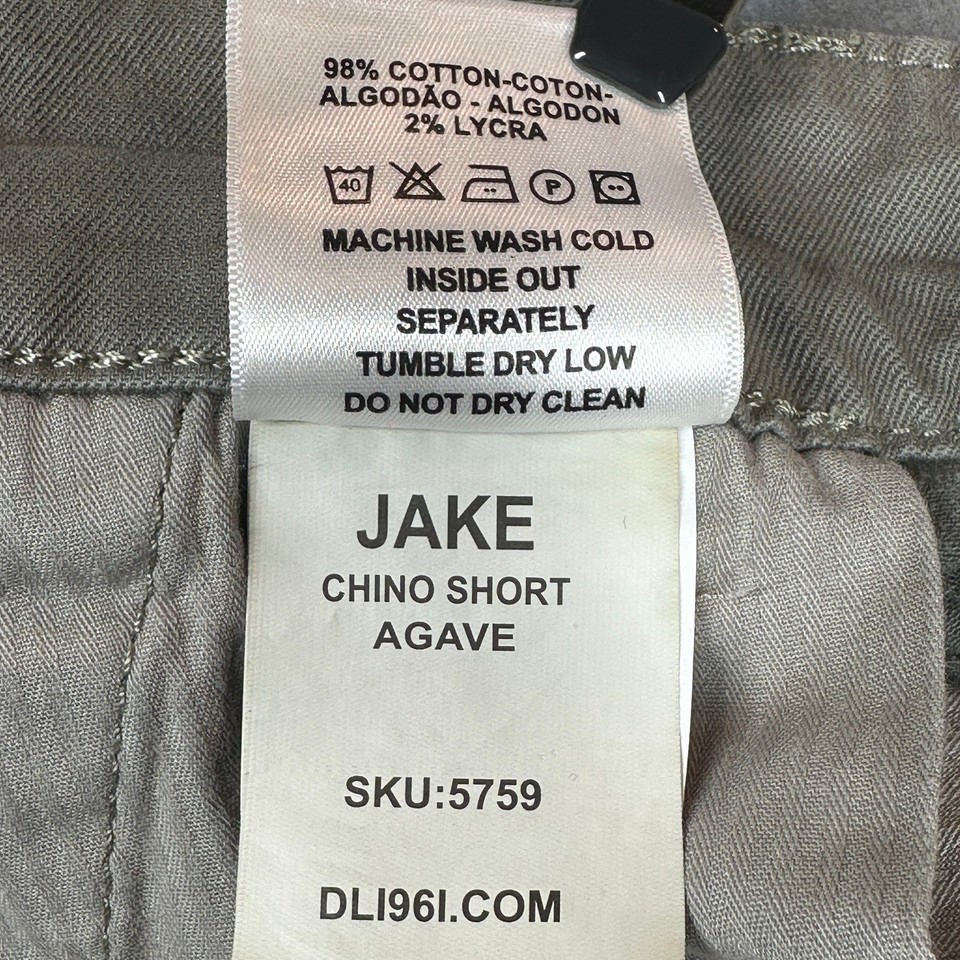 98% COTTON-COTON-
ALGODÃO - ALGODON
2% LYCRA
40 P
MACHINE WASH COLD
INSIDE OUT
SEPARATELY
TUMBLE DRY LOW
DO NOT DRY CLEAN
JAKE
CHINO SHORT
AGAVE
SKU:5759
DLI96I.COM